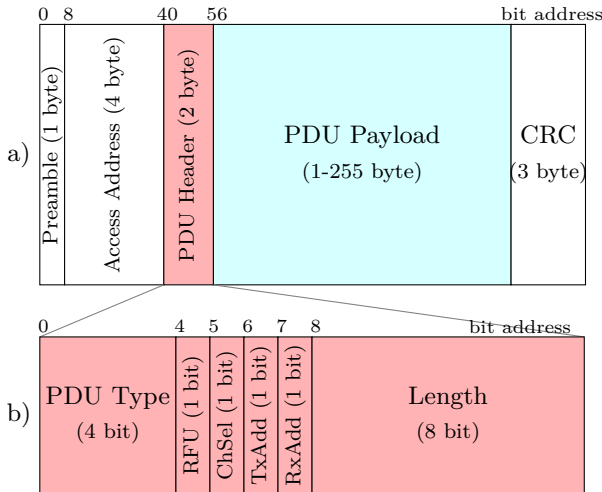 0 8 40 56 bit address
a)
Preamble (1 byte)
Access Address (4 byte)
PDU Header (2 byte)
PDU Payload
(1-255 byte)
CRC
(3 byte)
0 4 5 6 7 8 bit address
b)
PDU Type
(4 bit)
RFU (1 bit)
ChSel (1 bit)
TxAdd (1 bit)
RxAdd (1 bit)
Length
(8 bit)